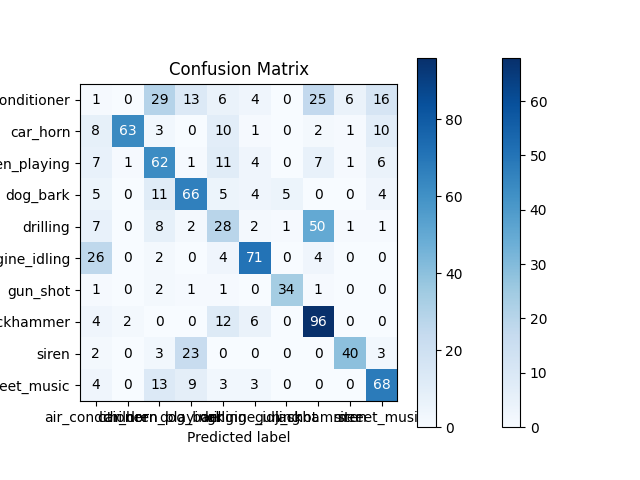 Confusion Matrix
onditioner 1 0 29 13 6 4 0 25 6 16
car_horn 8 63 3 0 10 1 0 2 1 10
en_playing 7 1 62 1 11 4 0 7 1 6
dog_bark 5 0 11 66 5 4 5 0 0 4
drilling 7 0 8 2 28 2 1 50 1 1
gine_idling 26 0 2 0 4 71 0 4 0 0
gun_shot 1 0 2 1 1 0 34 1 0 0
ckhammer 4 2 0 0 12 6 0 96 0 0
siren 2 0 3 23 0 0 0 0 40 3
eet_music 4 0 13 9 3 3 0 0 0 68
Predicted label
80
60
40
20
0
60
50
40
30
20
10
0